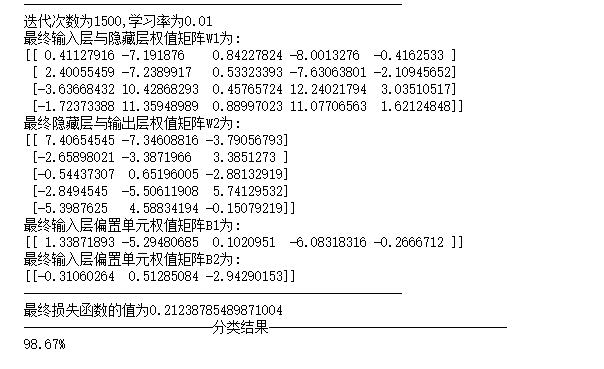 迭代次数为1500,学习率为0.01
最终输入层与隐藏层权值矩阵W1为:
[[ 0.41127916 -7.191876    0.84227824 -8.0013276  -0.4162533 ]
 [ 2.40055459 -7.2389917   0.53323393 -7.63063801 -2.10945652]
 [-3.63668432 10.42868293  0.45765724 12.24021794  3.03510517]
 [-1.72373388 11.35948989  0.88997023 11.07706563  1.62124848]]
最终隐藏层与输出层权值矩阵W2为:
[[ 7.40654545 -7.34608816 -3.79056793]
 [-2.65898021 -3.3871966   3.3851273 ]
 [-0.54437307  0.65196005 -2.88132919]
 [-2.8494545  -5.50611908  5.74129532]
 [-5.3987625   4.58834194 -0.15079219]]
最终输入层偏置单元权值矩阵B1为:
[[ 1.33871893 -5.29480685  0.1020951  -6.08318316 -0.2666712 ]]
最终输入层偏置单元权值矩阵B2为:
[[-0.31060264  0.51285084 -2.94290153]]
最终损失函数的值为0.21238785489871004
分类结果
98.67%